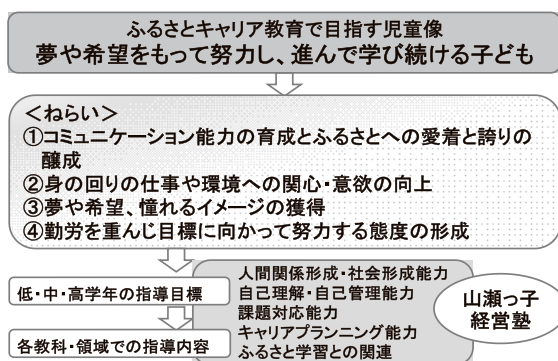 ふるさとキャリア教育で目指す児童像
夢や希望をもって努力し、進んで学び続ける子ども
＜ねらい＞
①コミュニケーション能力の育成とふるさとへの愛着と誇りの
醸成
②身の回りの仕事や環境への関心・意欲の向上
③夢や希望、憧れるイメージの獲得
④勤労を重んじ目標に向かって努力する態度の形成
低・中・高学年の指導目標
各教科・領域での指導内容
人間関係形成・社会形成能力
自己理解・自己管理能力
課題対応能力
キャリアプランニング能力
ふるさと学習との関連
山瀬っ子
経営塾